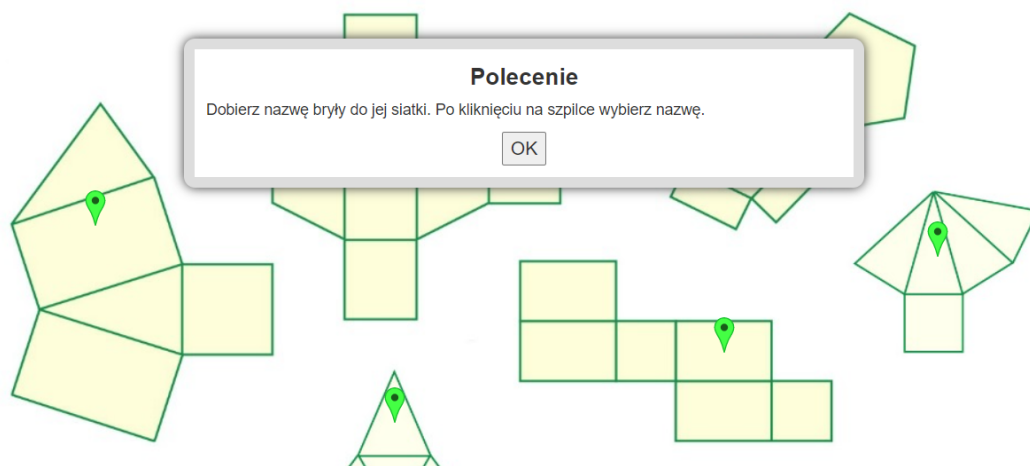 Polecenie
Dobierz nazwę bryły do jej siatki. Po kliknięciu na szpilce wybierz nazwę.
OK